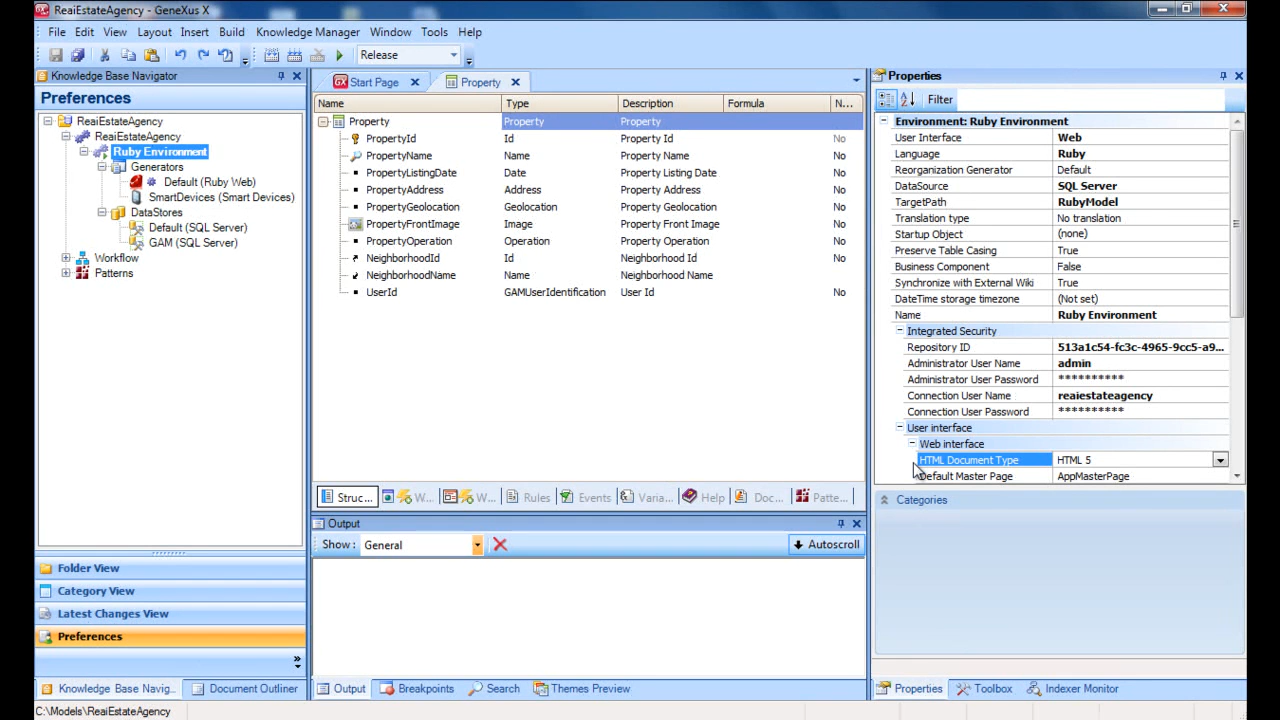 ReaiEstateAgency - GeneXus X
File Edit View Layout Insert Build Knowledge Manager Window Tools Help
Release
Knowledge Base Navigator
Preferences
ReaiEstateAgency
ReaiEstateAgency
Ruby Environment
Generators
Default (Ruby Web)
SmartDevices (Smart Devices)
DataStores
Default (SQL Server)
GAM (SQL Server)
Workflow
Patterns
Folder View
Category View
Latest Changes View
Preferences
Knowledge Base Navig... Document Outliner
C:\Models\ReaiEstateAgency
Start Page Property
Name Type Description Formula N...
Property Property Property
PropertyId Id Property Id No
PropertyName Name Property Name No
PropertyListingDate Date Property Listing Date No
PropertyAddress Address Property Address No
PropertyGeolocation Geolocation Property Geolocation No
PropertyFrontImage Image Property Front Image No
PropertyOperation Operation Property Operation No
NeighborhoodId Id Neighborhood Id No
NeighborhoodName Name Neighborhood Name
UserId GAMUserIdentification User Id No
Struc... W... W... Rules Events Varia... Help Doc... Patte...
Output
Show: General Autoscroll
Output Breakpoints Search Themes Preview
Properties
Filter
Environment: Ruby Environment
User Interface Web
Language Ruby
Reorganization Generator Default
DataSource SQL Server
TargetPath RubyModel
Translation type No translation
Startup Object (none)
Preserve Table Casing True
Business Component False
Synchronize with External Wiki True
DateTime storage timezone (Not set)
Name Ruby Environment
Integrated Security
Repository ID 513a1c54-fc3c-4965-9cc5-a9...
Administrator User Name admin
Administrator User Password **********
Connection User Name reaiestateagency
Connection User Password **********
User interface
Web interface
HTML Document Type HTML 5
Default Master Page AppMasterPage
Categories
Properties Toolbox Indexer Monitor